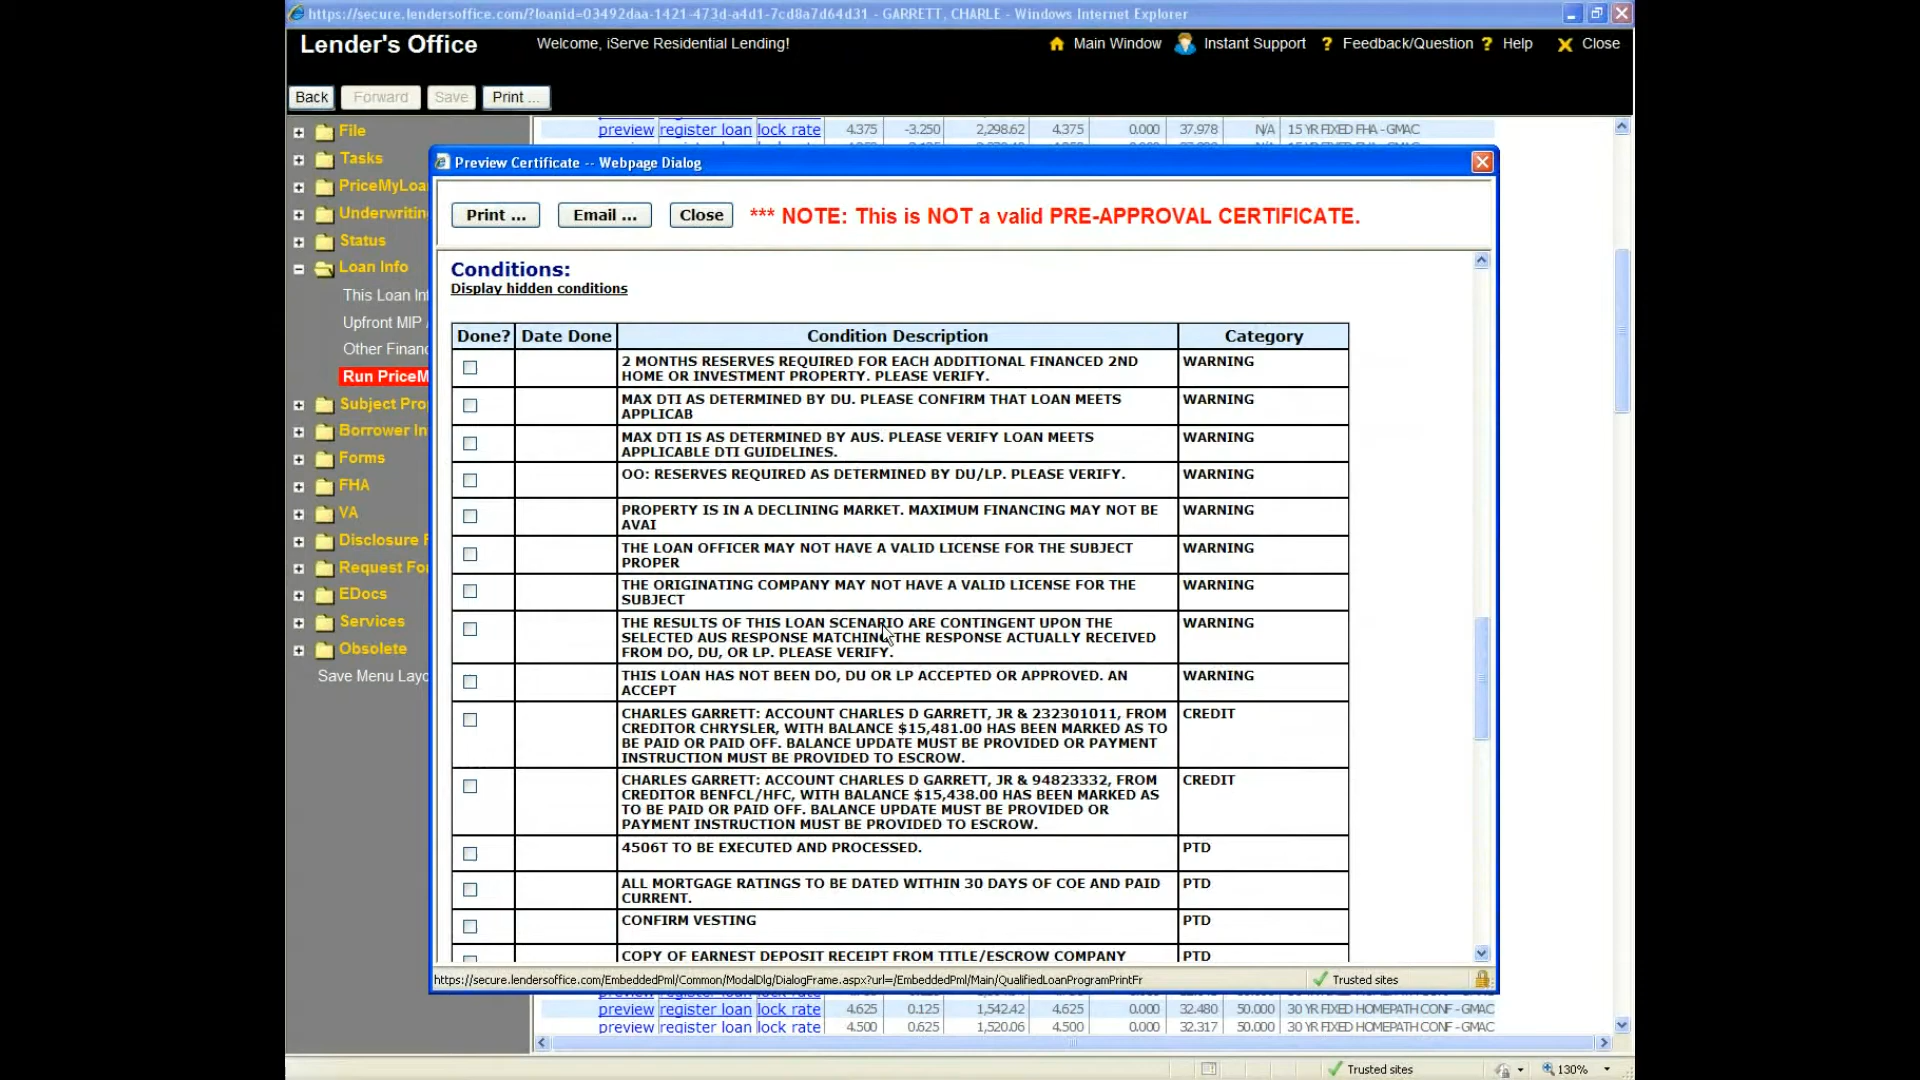 https://secure.lendersoffice.com/?loanid=03492daa-1421-473d-a4d1-7cd8a7d64d31 - GARRETT, CHARLE - Windows Internet Explorer
Lender's Office
Welcome, iServe Residential Lending!
Main Window
Instant Support
? Feedback/Question
? Help
Close
Back
Forward
Save
Print ...
File
Tasks
PriceMyLoa
Underwritin
Status
Loan Info
This Loan Inf
Upfront MIP
Other Financ
Run PriceM
Subject Pro
Borrower In
Forms
FHA
VA
Disclosure F
Request Fo
EDocs
Services
Obsolete
Save Menu Layo
preview register loan lock rate 4.375 -3.250 2,298.62 4.375 0.000 37.978 N/A 15 YR FIXED FHA - GMAC
Preview Certificate -- Webpage Dialog
Print ...
Email ...
Close
*** NOTE: This is NOT a valid PRE-APPROVAL CERTIFICATE.
Conditions:
Display hidden conditions
Done? Date Done Condition Description Category
2 MONTHS RESERVES REQUIRED FOR EACH ADDITIONAL FINANCED 2ND WARNING
HOME OR INVESTMENT PROPERTY. PLEASE VERIFY.
MAX DTI AS DETERMINED BY DU. PLEASE CONFIRM THAT LOAN MEETS WARNING
APPLICAB
MAX DTI IS AS DETERMINED BY AUS. PLEASE VERIFY LOAN MEETS WARNING
APPLICABLE DTI GUIDELINES.
OO: RESERVES REQUIRED AS DETERMINED BY DU/LP. PLEASE VERIFY. WARNING
PROPERTY IS IN A DECLINING MARKET. MAXIMUM FINANCING MAY NOT BE WARNING
AVAI
THE LOAN OFFICER MAY NOT HAVE A VALID LICENSE FOR THE SUBJECT WARNING
PROPER
THE ORIGINATING COMPANY MAY NOT HAVE A VALID LICENSE FOR THE WARNING
SUBJECT
THE RESULTS OF THIS LOAN SCENARIO ARE CONTINGENT UPON THE WARNING
SELECTED AUS RESPONSE MATCHING THE RESPONSE ACTUALLY RECEIVED
FROM DO, DU, OR LP. PLEASE VERIFY.
THIS LOAN HAS NOT BEEN DO, DU OR LP ACCEPTED OR APPROVED. AN WARNING
ACCEPT
CHARLES GARRETT: ACCOUNT CHARLES D GARRETT, JR & 232301011, FROM CREDIT
CREDITOR CHRYSLER, WITH BALANCE $15,481.00 HAS BEEN MARKED AS TO
BE PAID OR PAID OFF. BALANCE UPDATE MUST BE PROVIDED OR PAYMENT
INSTRUCTION MUST BE PROVIDED TO ESCROW.
CHARLES GARRETT: ACCOUNT CHARLES D GARRETT, JR & 94823332, FROM CREDIT
CREDITOR BENFCL/HFC, WITH BALANCE $15,438.00 HAS BEEN MARKED AS
TO BE PAID OR PAID OFF. BALANCE UPDATE MUST BE PROVIDED OR
PAYMENT INSTRUCTION MUST BE PROVIDED TO ESCROW.
4506T TO BE EXECUTED AND PROCESSED. PTD
ALL MORTGAGE RATINGS TO BE DATED WITHIN 30 DAYS OF COE AND PAID PTD
CURRENT.
CONFIRM VESTING PTD
COPY OF EARNEST DEPOSIT RECEIPT FROM TITLE/ESCROW COMPANY PTD
https://secure.lendersoffice.com/EmbeddedPml/Common/ModalDlg/DialogFrame.aspx?url=/EmbeddedPml/Main/QualifiedLoanProgramPrintFr Trusted sites
preview register loan lock rate 4.625 0.125 1,542.42 4.625 0.000 32.480 50.000 30 YR FIXED HOMEPATH CONF - GMAC
preview register loan lock rate 4.500 0.625 1,520.06 4.500 0.000 32.317 50.000 30 YR FIXED HOMEPATH CONF - GMAC
Trusted sites
130%